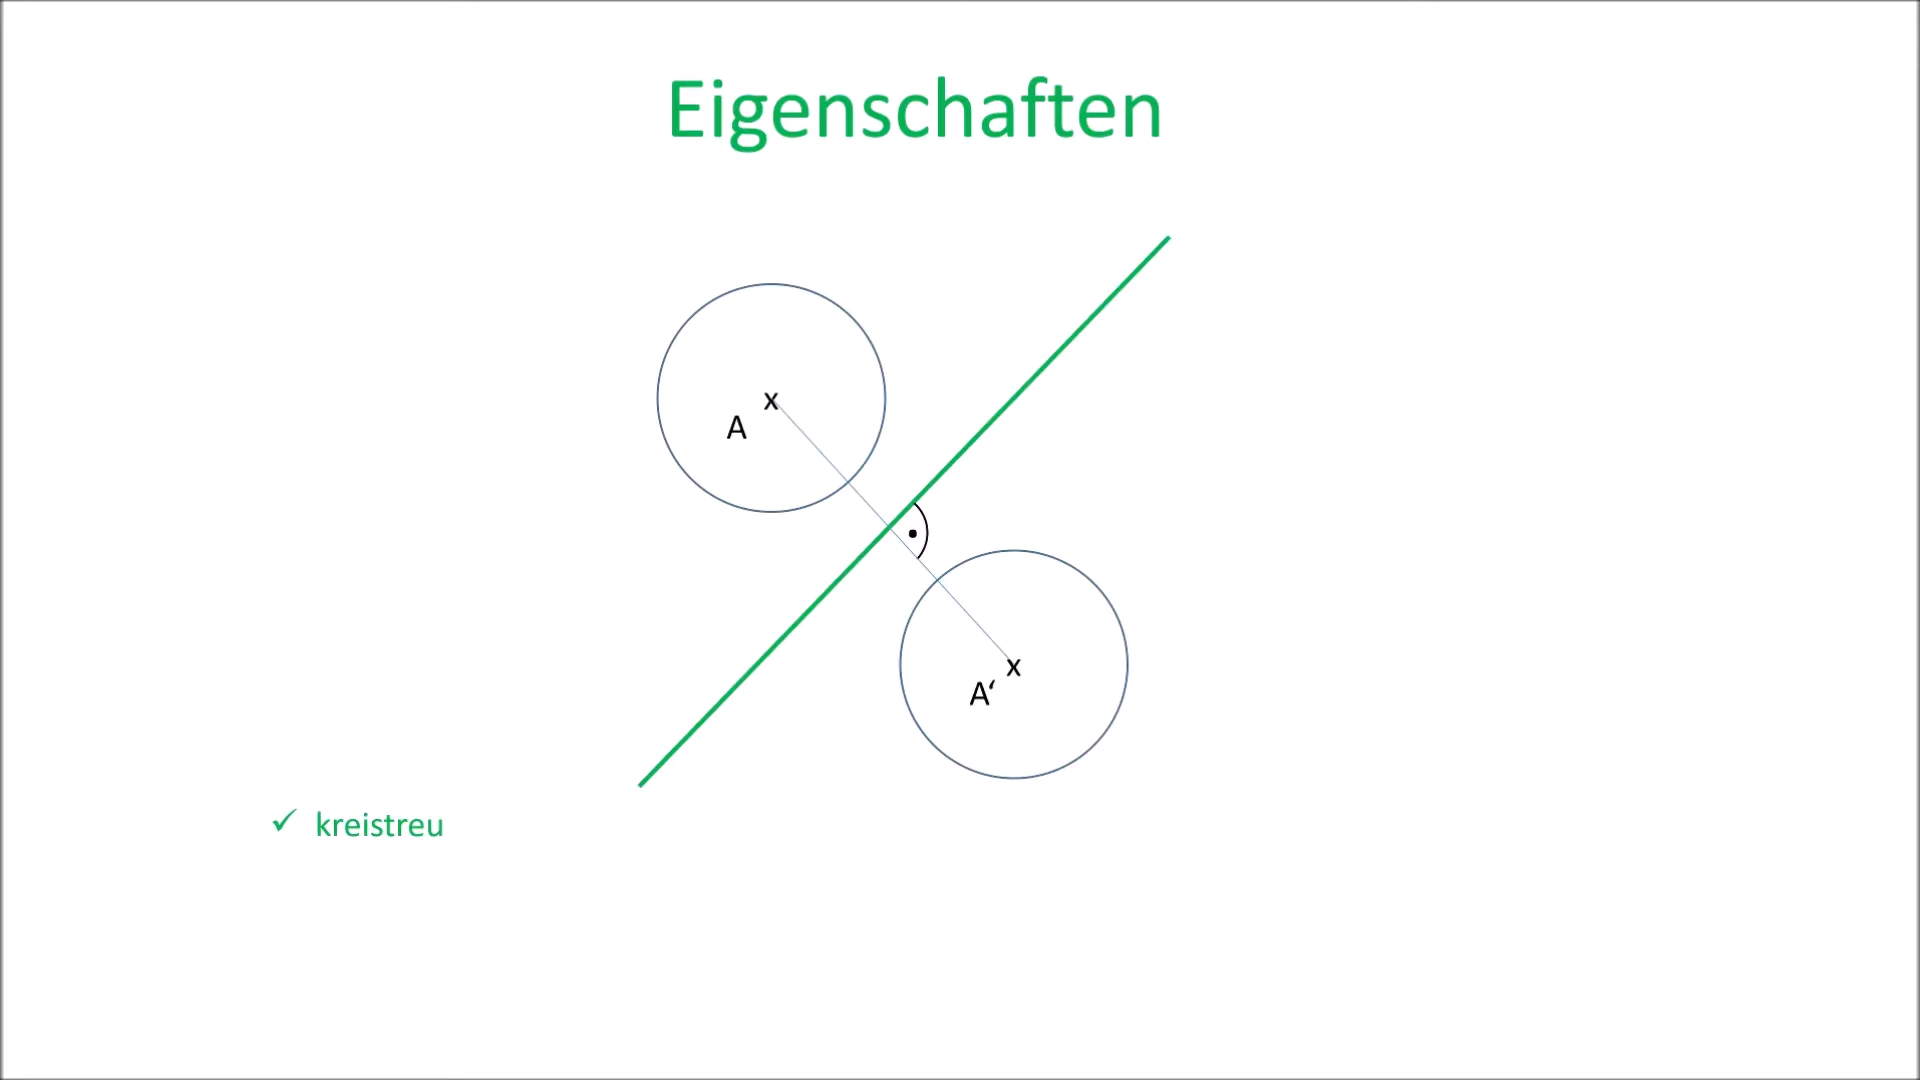 Eigenschaften
x
A
x
A‘
✓ kreistreu